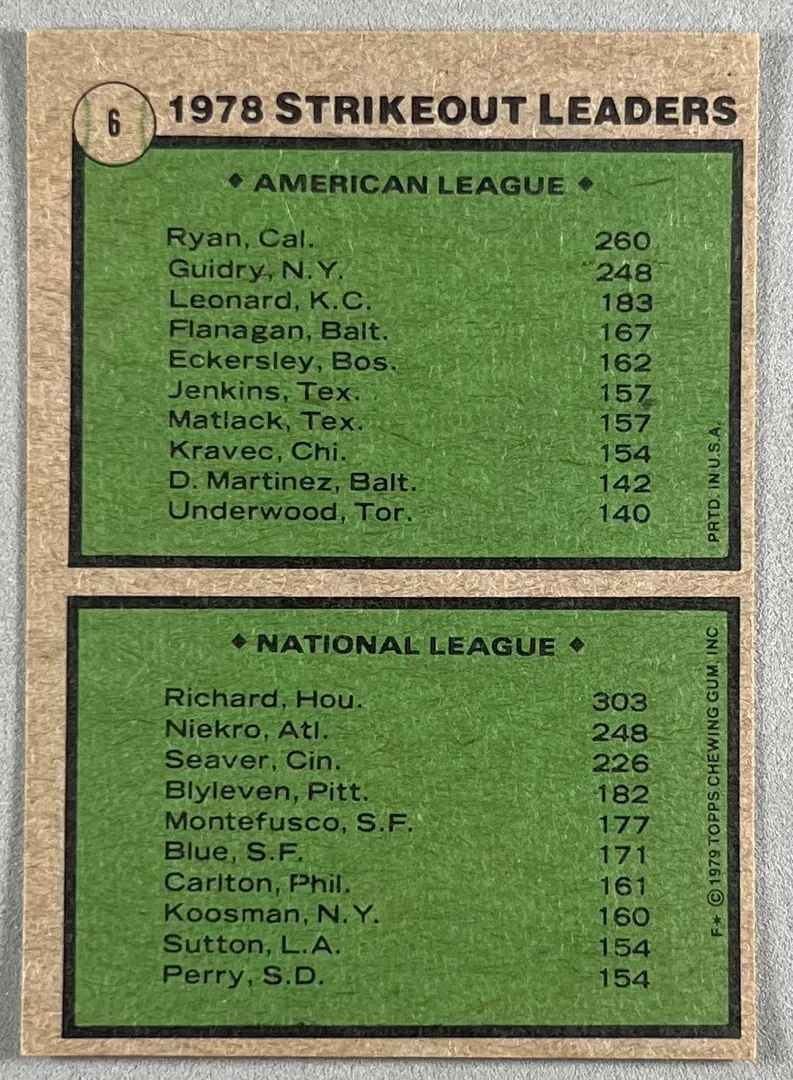 6
1978 STRIKEOUT LEADERS
◆ AMERICAN LEAGUE ◆
Ryan, Cal. 260
Guidry, N.Y. 248
Leonard, K.C. 183
Flanagan, Balt. 167
Eckersley, Bos. 162
Jenkins, Tex. 157
Matlack, Tex. 157
Kravec, Chi. 154
D. Martinez, Balt. 142
Underwood, Tor. 140
PRTD. IN U.S.A.
◆ NATIONAL LEAGUE ◆
Richard, Hou. 303
Niekro, Atl. 248
Seaver, Cin. 226
Blyleven, Pitt. 182
Montefusco, S.F. 177
Blue, S.F. 171
Carlton, Phil. 161
Koosman, N.Y. 160
Sutton, L.A. 154
Perry, S.D. 154
F* © 1979 TOPPS CHEWING GUM, INC